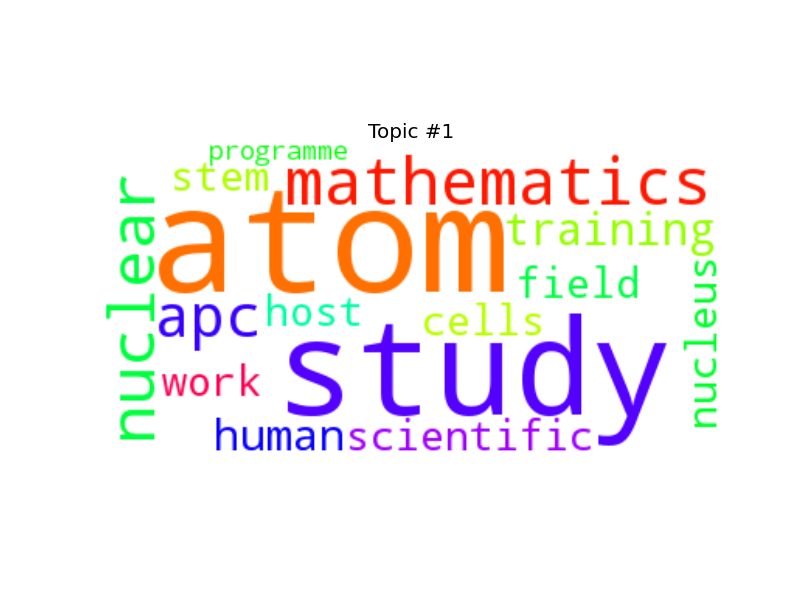 Topic #1
programme
stem
mathematics
nuclear
atom
training
field
nucleus
apc
host
cells
study
work
human
scientific